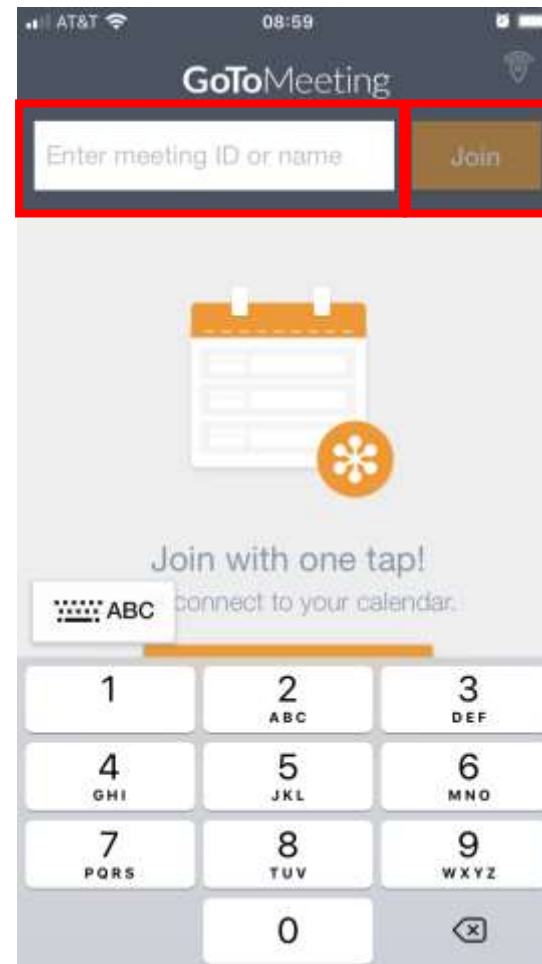 AT&T 08:59
GoToMeeting
Enter meeting ID or name Join
Join with one tap!
ABC onnect to your calendar.
1 2 3
ABC DEF
4 5 6
GHI JKL MNO
7 8 9
PQRS TUV WXYZ
0